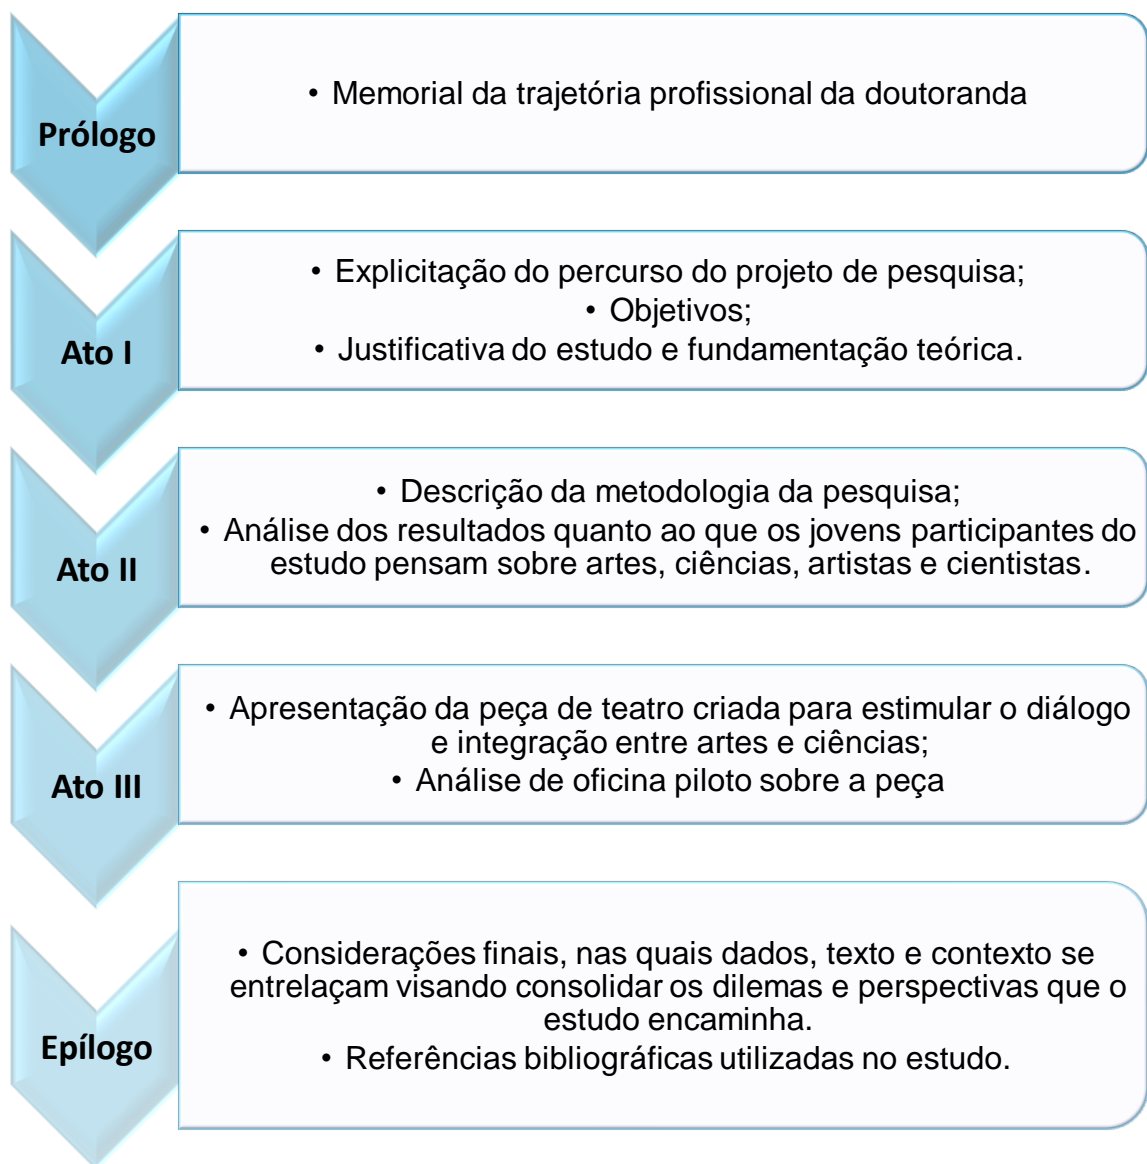 Prólogo
• Memorial da trajetória profissional da doutoranda
Ato I
• Explicitação do percurso do projeto de pesquisa;
• Objetivos;
• Justificativa do estudo e fundamentação teórica.
Ato II
• Descrição da metodologia da pesquisa;
• Análise dos resultados quanto ao que os jovens participantes do
estudo pensam sobre artes, ciências, artistas e cientistas.
Ato III
• Apresentação da peça de teatro criada para estimular o diálogo
e integração entre artes e ciências;
• Análise de oficina piloto sobre a peça
Epílogo
• Considerações finais, nas quais dados, texto e contexto se
entrelaçam visando consolidar os dilemas e perspectivas que o
estudo encaminha.
• Referências bibliográficas utilizadas no estudo.